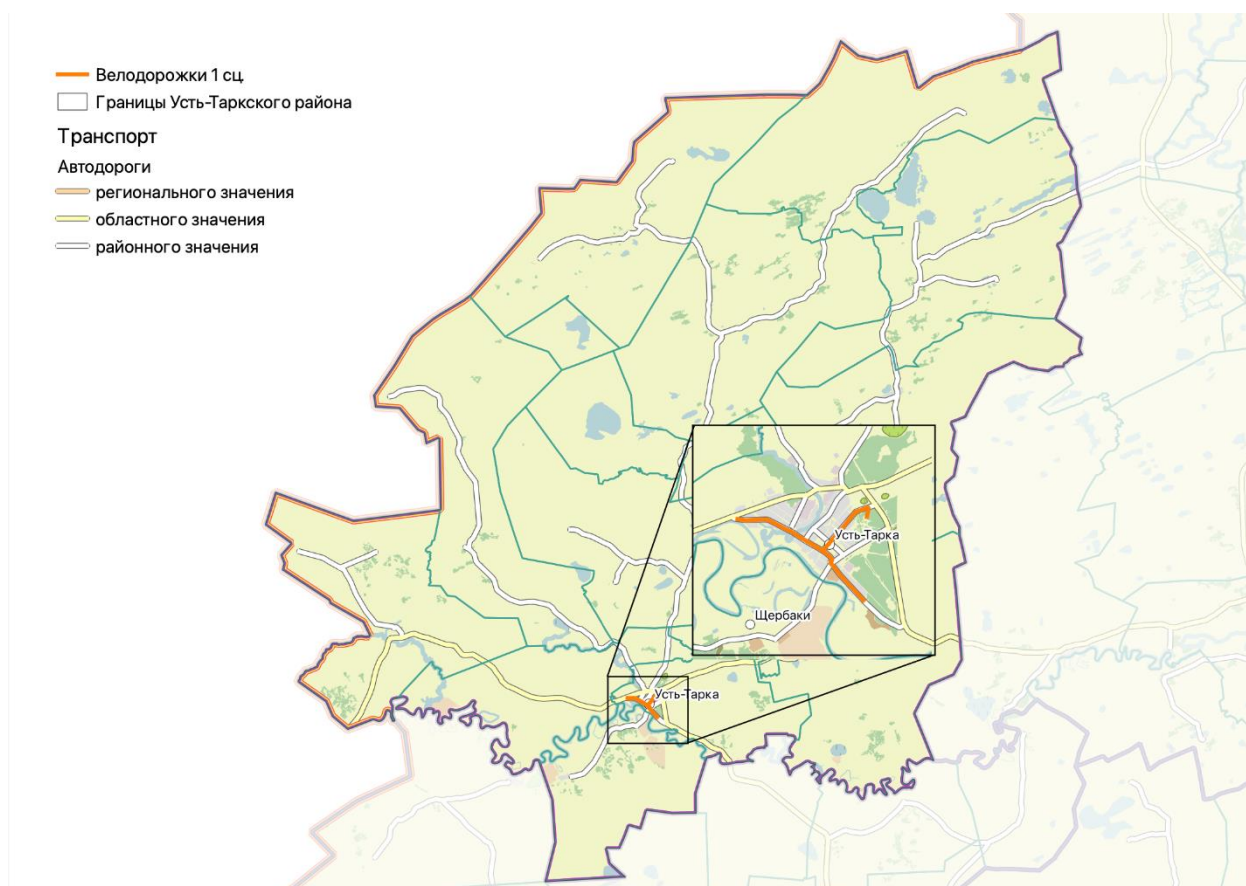 Велодорожки 1 сц.
Границы Усть-Таркского района
Транспорт
Автодороги
регионального значения
областного значения
районного значения
Усть-Тарка
Щербаки
Усть-Тарка